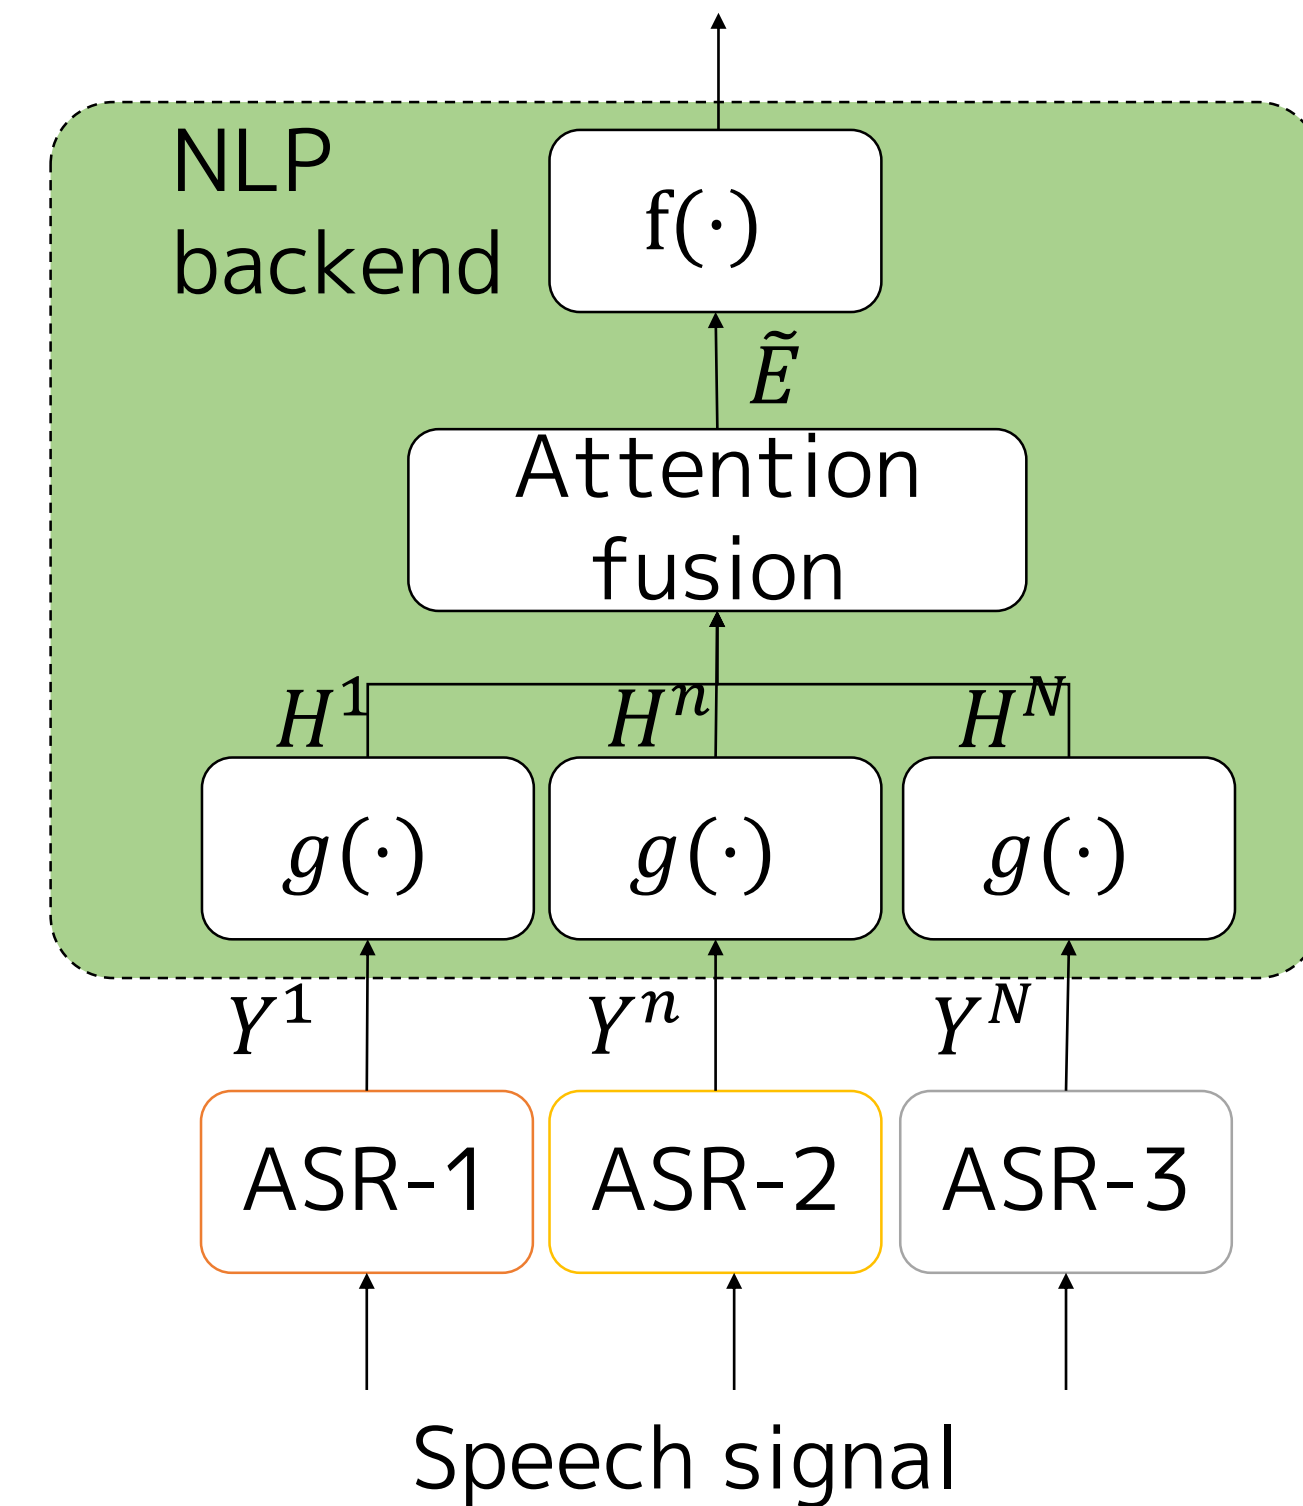 NLP
backend
f(·)
Ẽ
Attention
fusion
H¹ Hⁿ Hᴺ
g(·) g(·) g(·)
Y¹ Yⁿ Yᴺ
ASR-1 ASR-2 ASR-3
Speech signal